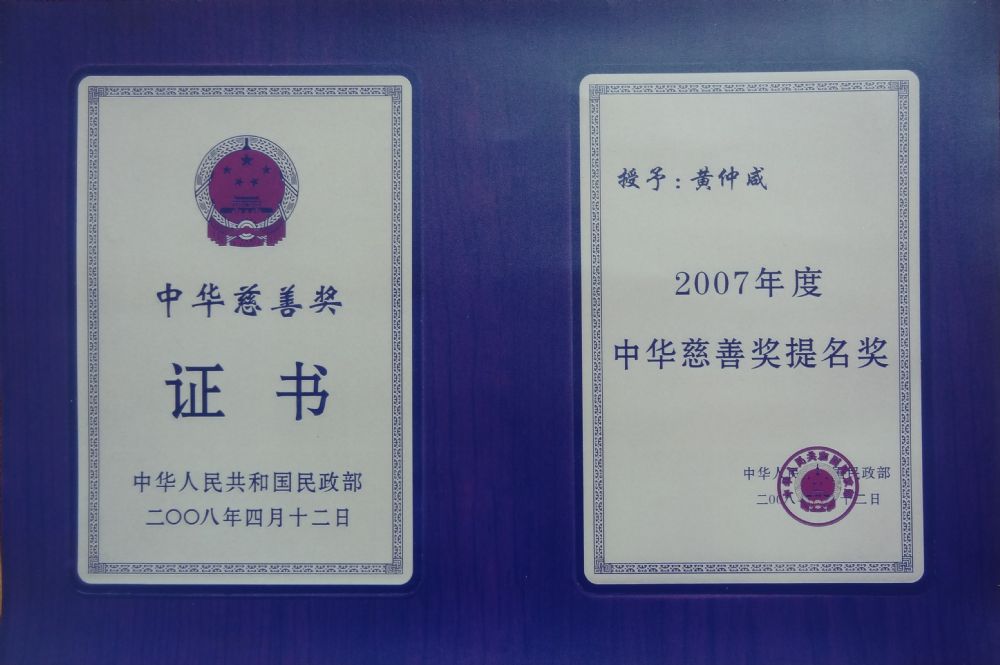 中华慈善奖
证书
中华人民共和国民政部
二〇〇八年四月十二日
授予：黄仲咸
2007年度
中华慈善奖提名奖
中华人民 民政部
二〇〇八 十二日